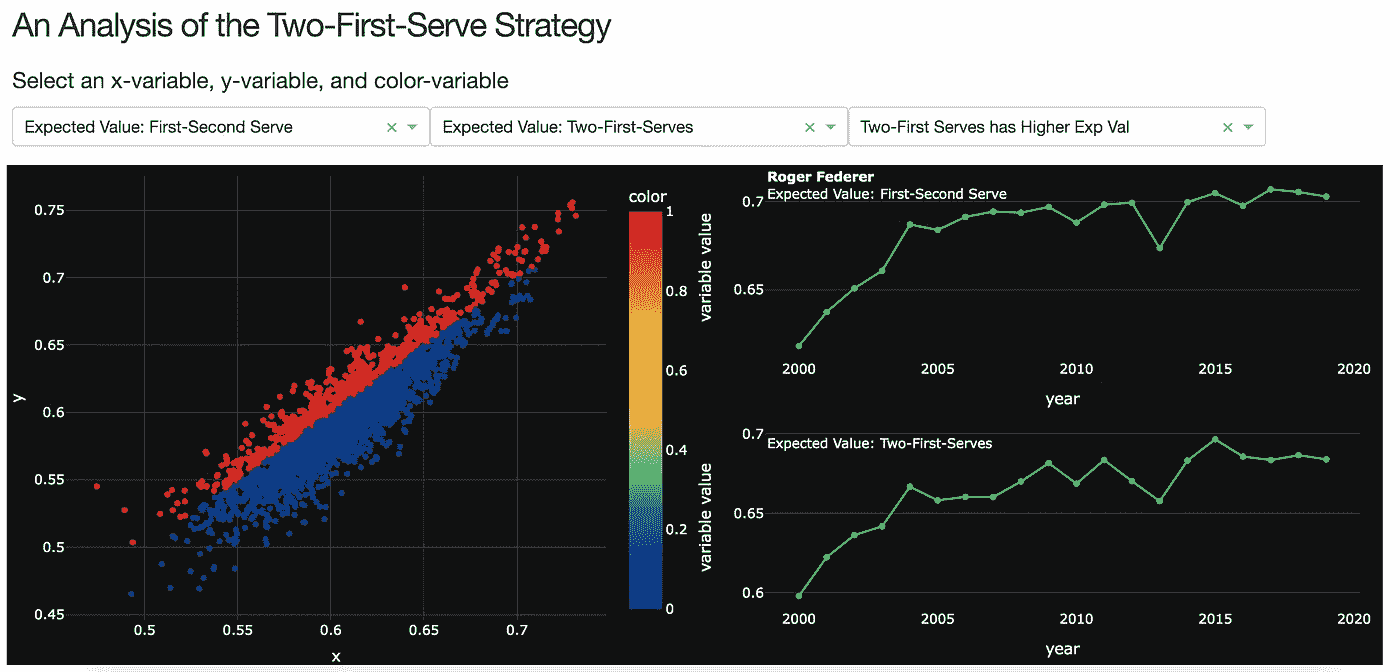 An Analysis of the Two-First-Serve Strategy
Select an x-variable, y-variable, and color-variable
Expected Value: First-Second Serve
Expected Value: Two-First-Serves
Two-First Serves has Higher Exp Val
0.75
0.7
0.65
0.6
0.55
0.5
0.45
y
0.5 0.55 0.6 0.65 0.7
x
color
1
0.8
0.6
0.4
0.2
0
Roger Federer
Expected Value: First-Second Serve
0.7
0.65
variable value
2000 2005 2010 2015 2020
year
Expected Value: Two-First-Serves
0.7
0.65
0.6
variable value
2000 2005 2010 2015 2020
year